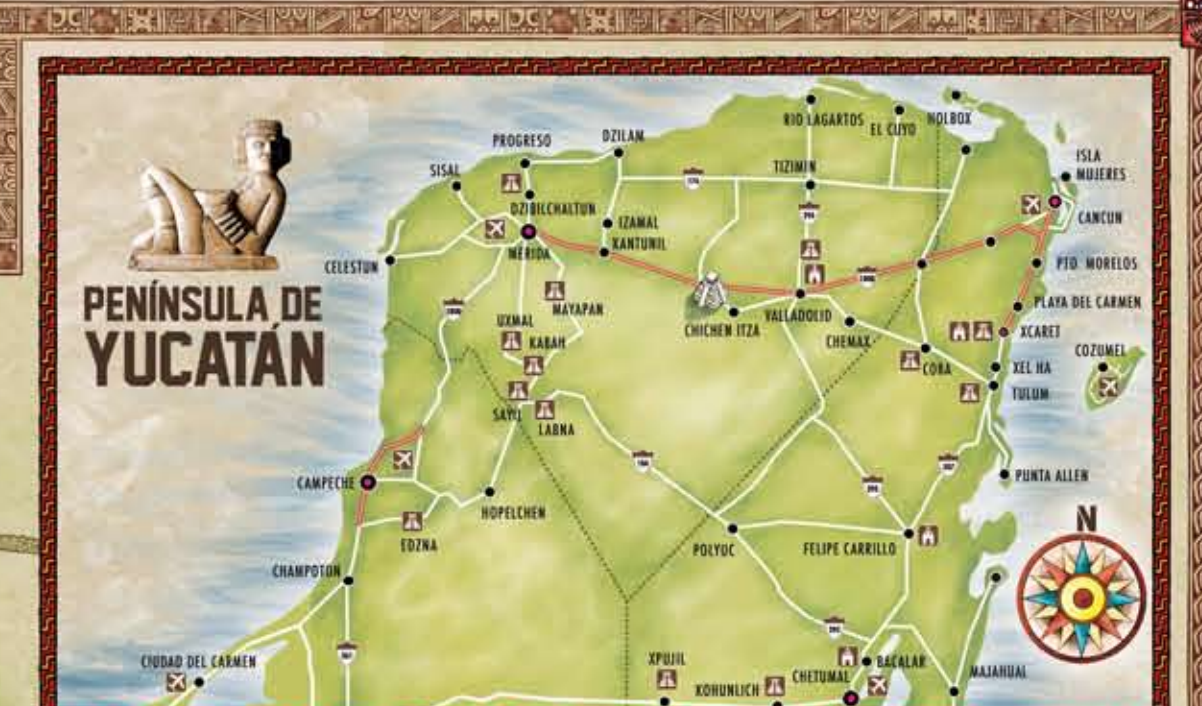 PENÍNSULA DE
YUCATÁN
RIO LAGARTOS
EL CUYO
HOLBOX
PROGRESO
DZILAM
SISAL
TIZIMIN
ISLA
MUJERES
DZIBILCHALTUN
IZAMAL
CANCUN
XANTUNIL
MERIDA
CELESTUN
PTO. MORELOS
MAYAPAN
PLAYA DEL CARMEN
UXMAL
CHICHEN ITZA
VALLADOLID
XCARET
KABAH
CHEMAX
COZUMEL
COBA
XEL HA
TULUM
SAYIL
LABNA
CAMPECHE
PUNTA ALLEN
HOPELCHEN
N
EDZNA
POLYUC
FELIPE CARRILLO
CHAMPOTON
CIUDAD DEL CARMEN
XPUJIL
BACALAR
CHETUMAL
MAJAHUAL
KOHUNLICH